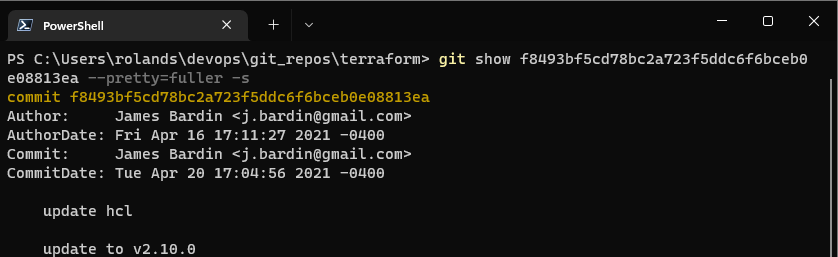 PowerShell
PS C:\Users\rolands\devops\git_repos\terraform> git show f8493bf5cd78bc2a723f5ddc6f6bceb0
e08813ea --pretty=fuller -s
commit f8493bf5cd78bc2a723f5ddc6f6bceb0e08813ea
Author:     James Bardin <j.bardin@gmail.com>
AuthorDate: Fri Apr 16 17:11:27 2021 -0400
Commit:     James Bardin <j.bardin@gmail.com>
CommitDate: Tue Apr 20 17:04:56 2021 -0400
    update hcl
    update to v2.10.0